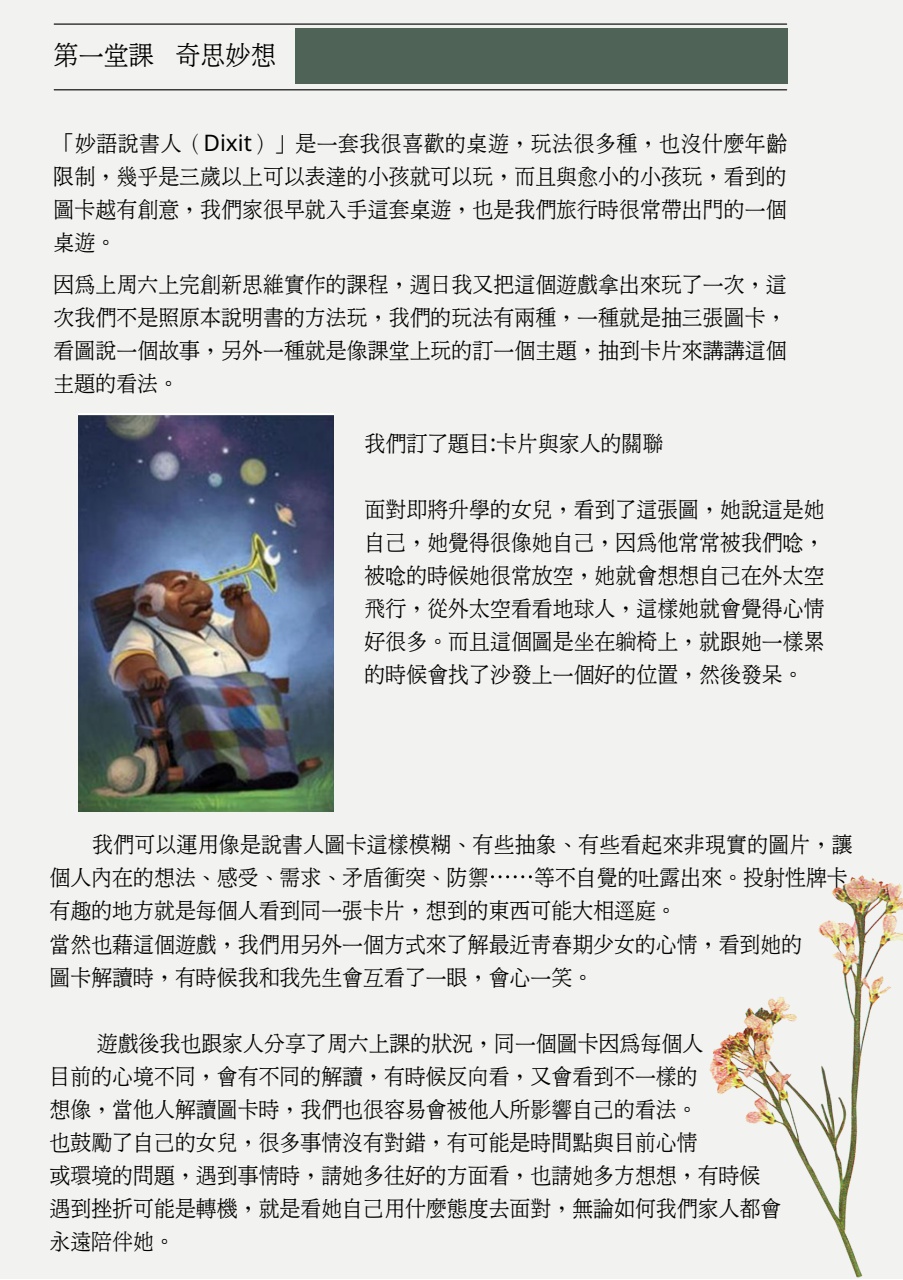 第一堂課 奇思妙想
「妙語說書人（Dixit）」是一套我很喜歡的桌遊，玩法很多種，也沒什麼年齡
限制，幾乎是三歲以上可以表達的小孩就可以玩，而且與愈小的小孩玩，看到的
圖卡越有創意，我們家很早就入手這套桌遊，也是我們旅行時很常帶出門的一個
桌遊。
因為上周六上完創新思維實作的課程，週日我又把這個遊戲拿出來玩了一次，這
次我們不是照原本說明書的方法玩，我們的玩法有兩種，一種就是抽三張圖卡，
看圖說一個故事，另外一種就是像課堂上玩的訂一個主題，抽到卡片來講講這個
主題的看法。
我們訂了題目:卡片與家人的關聯
面對即將升學的女兒，看到了這張圖，她說這是她
自己，她覺得很像她自己，因為他常常被我們唸，
被唸的時候她很常放空，她就會想想自己在外太空
飛行，從外太空看看地球人，這樣她就會覺得心情
好很多。而且這個圖是坐在躺椅上，就跟她一樣累
的時候會找了沙發上一個好的位置，然後發呆。
我們可以運用像是說書人圖卡這樣模糊、有些抽象、有些看起來非現實的圖片，讓
個人內在的想法、感受、需求、矛盾衝突、防禦……等不自覺的吐露出來。投射性牌卡。
有趣的地方就是每個人看到同一張卡片，想到的東西可能大相逕庭。
當然也藉這個遊戲，我們用另外一個方式來了解最近青春期少女的心情，看到她的
圖卡解讀時，有時候我和我先生會互看了一眼，會心一笑。
遊戲後我也跟家人分享了周六上課的狀況，同一個圖卡因為每個人
目前的心境不同，會有不同的解讀，有時候反向看，又會看到不一樣的
想像，當他人解讀圖卡時，我們也很容易會被他人所影響自己的看法。
也鼓勵了自己的女兒，很多事情沒有對錯，有可能是時間點與目前心情
或環境的問題，遇到事情時，請她多往好的方面看，也請她多方想想，有時候
遇到挫折可能是轉機，就是看她自己用什麼態度去面對，無論如何我們家人都會
永遠陪伴她。